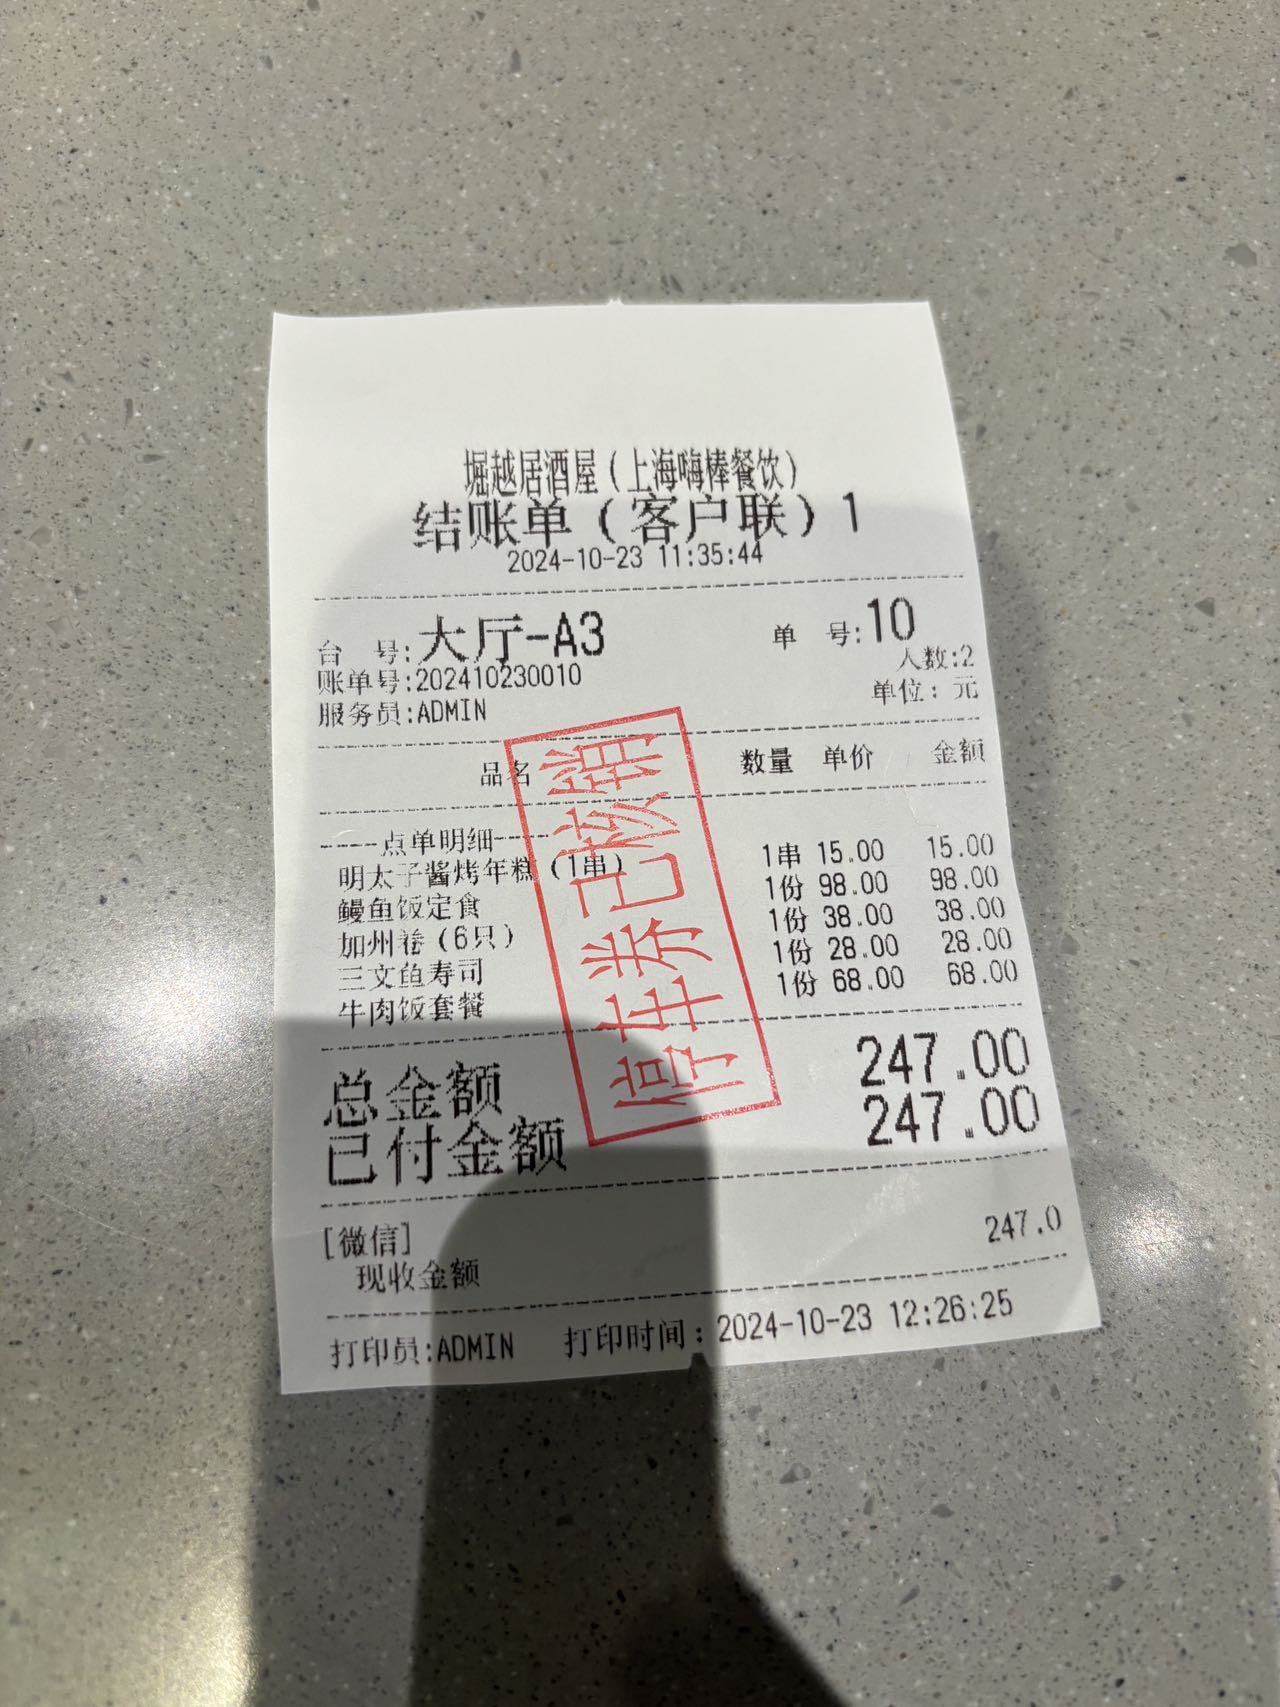 堀越居酒屋（上海嗨棒餐饮）
结账单（客户联）1
2024-10-23 11:35:44
台 号:大厅-A3 单 号:10
人数:2
账单号:202410230010
单位：元
服务员:ADMIN
品名 数量 单价 金额
----点单明细----
明太子酱烤年糕（1串） 1串 15.00 15.00
鳗鱼饭定食 1份 98.00 98.00
加州卷（6只） 1份 38.00 38.00
三文鱼寿司 1份 28.00 28.00
牛肉饭套餐 1份 68.00 68.00
总金额 247.00
已付金额 247.00
[微信] 247.0
现收金额
打印员:ADMIN 打印时间：2024-10-23 12:26:25
停车券已核销